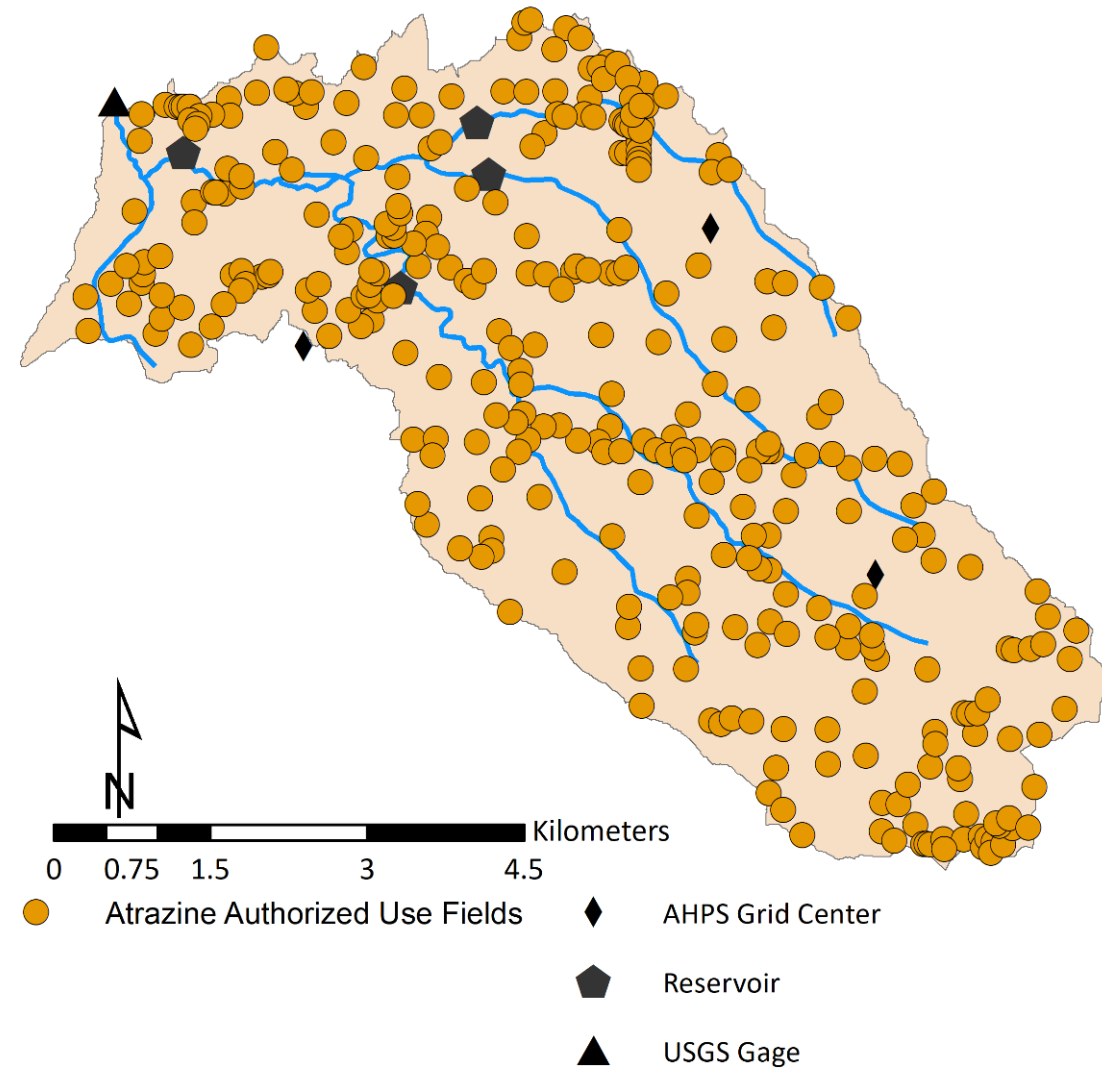 N
Kilometers
0 0.75 1.5 3 4.5
Atrazine Authorized Use Fields
AHPS Grid Center
Reservoir
USGS Gage